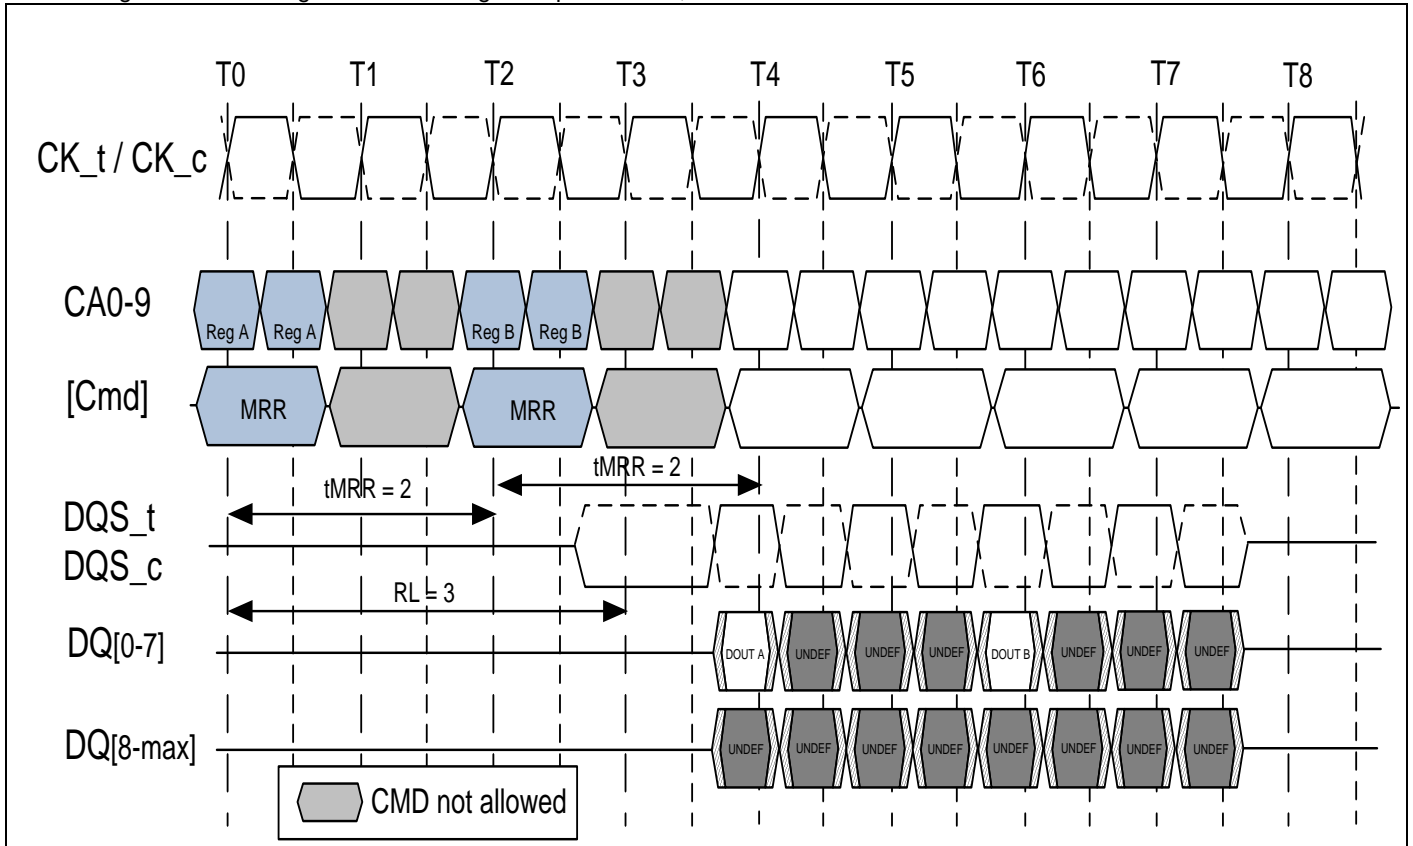 T0 T1 T2 T3 T4 T5 T6 T7 T8
CK_t / CK_c
CA0-9
Reg A Reg A Reg B Reg B
[Cmd]
MRR MRR
tMRR = 2
tMRR = 2
DQS_t
DQS_c
RL = 3
DQ[0-7]
DOUT A UNDEF UNDEF UNDEF DOUT B UNDEF UNDEF UNDEF
DQ[8-max]
UNDEF UNDEF UNDEF UNDEF UNDEF UNDEF UNDEF UNDEF
CMD not allowed